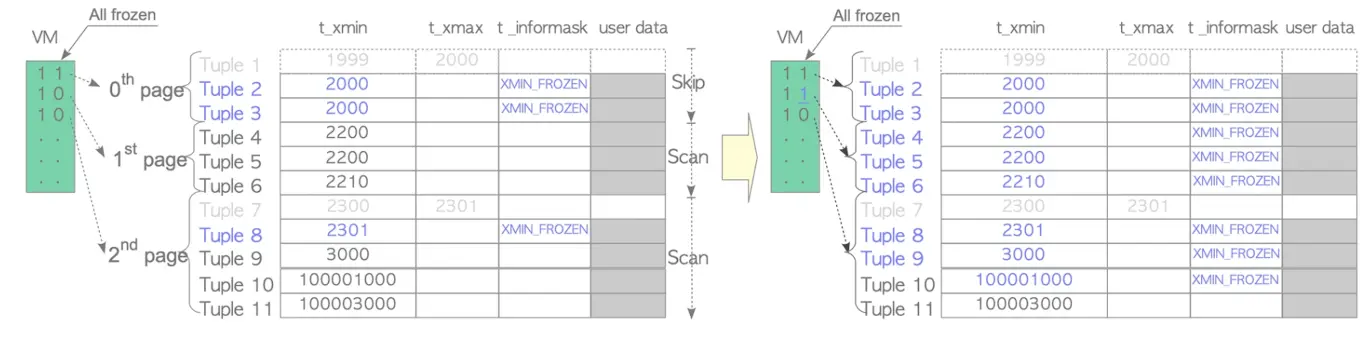 All frozen
VM t_xmin t_xmax t _informask user data
1 1 Tuple 1 1999 2000
1 0 0th page Tuple 2 2000 XMIN_FROZEN Skip
1 0 Tuple 3 2000 XMIN_FROZEN
. . Tuple 4 2200
. . 1st page Tuple 5 2200 Scan
. . Tuple 6 2210
Tuple 7 2300 2301
Tuple 8 2301 XMIN_FROZEN
2nd page Tuple 9 3000 Scan
Tuple 10 100001000
Tuple 11 100003000
All frozen
VM t_xmin t_xmax t _informask user data
1 1 Tuple 1 1999 2000
1 1 Tuple 2 2000 XMIN_FROZEN
1 0 Tuple 3 2000 XMIN_FROZEN
. . Tuple 4 2200 XMIN_FROZEN
. . Tuple 5 2200 XMIN_FROZEN
. . Tuple 6 2210 XMIN_FROZEN
Tuple 7 2300 2301
Tuple 8 2301 XMIN_FROZEN
Tuple 9 3000 XMIN_FROZEN
Tuple 10 100001000 XMIN_FROZEN
Tuple 11 100003000